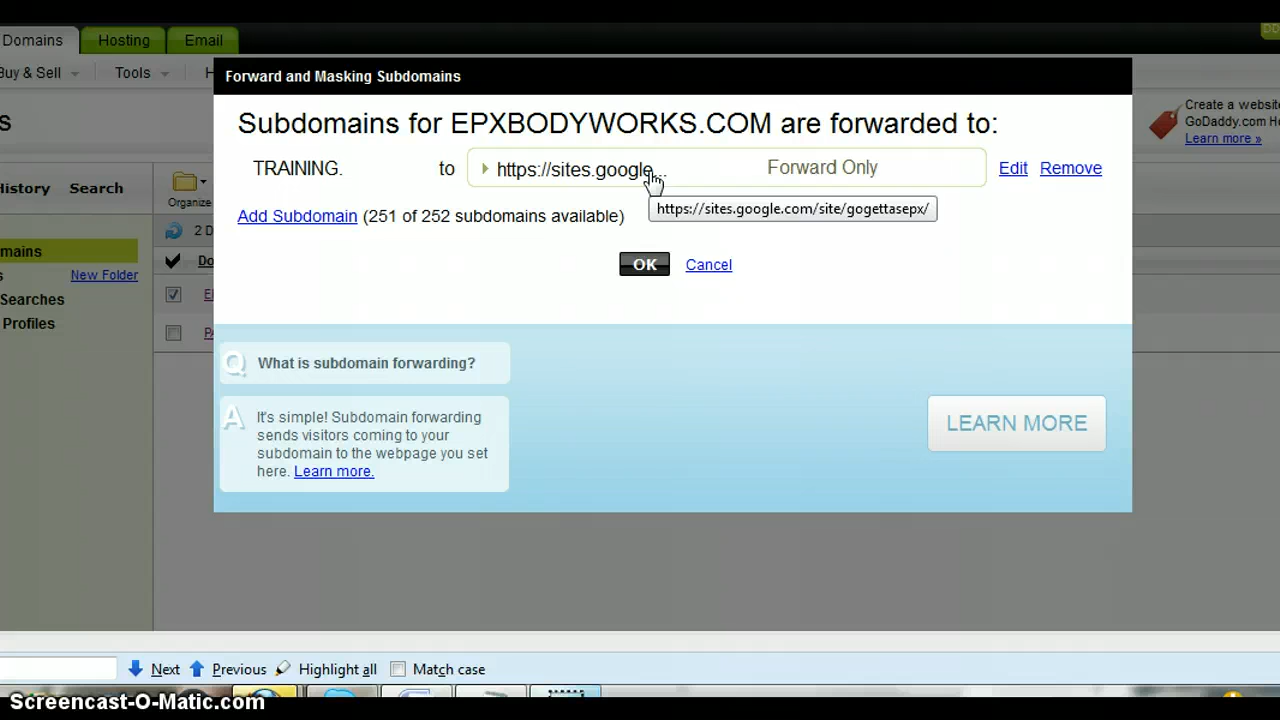 Domains Hosting Email
Buy & Sell Tools H
Forward and Masking Subdomains
S
Create a website
GoDaddy.com Ho
Learn more »
Subdomains for EPXBODYWORKS.COM are forwarded to:
TRAINING. to https://sites.google... Forward Only Edit Remove
History Search
Organize
https://sites.google.com/site/gogettasepx/
Add Subdomain (251 of 252 subdomains available)
2 D
mains
Do
OK Cancel
s New Folder
Searches
Profiles
What is subdomain forwarding?
Q
A
It's simple! Subdomain forwarding
sends visitors coming to your
subdomain to the webpage you set
here. Learn more.
LEARN MORE
Next Previous Highlight all Match case
Screencast-O-Matic.com